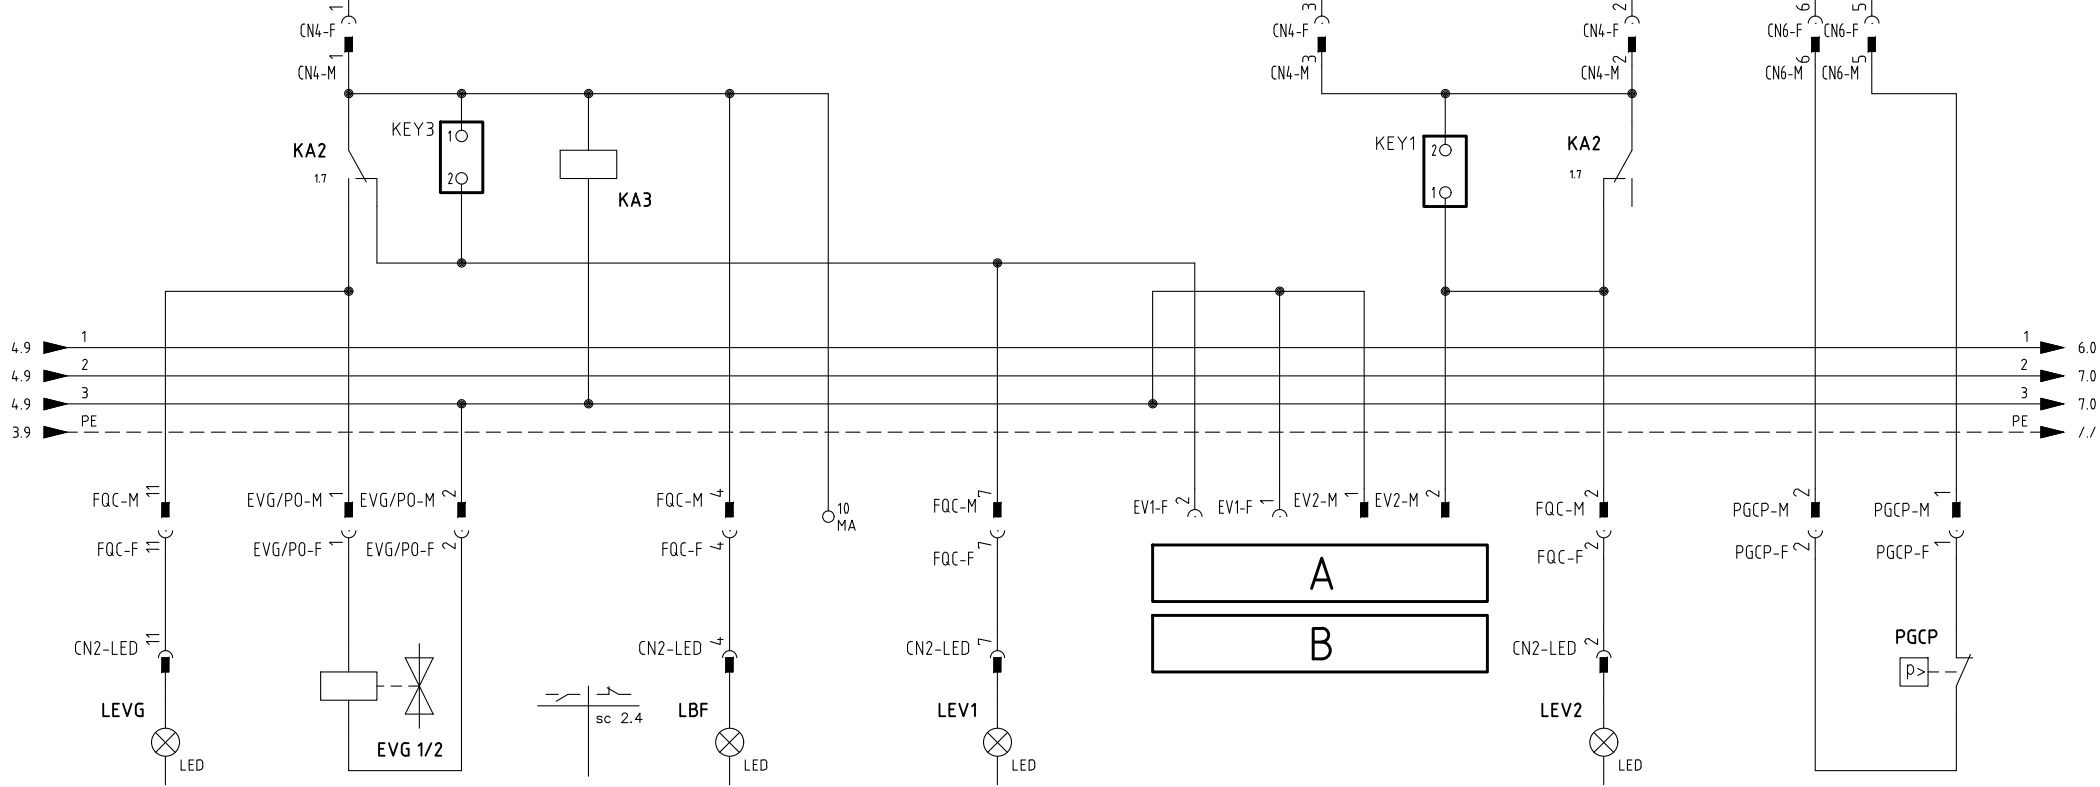 1 3 2 6 5
CN4-F CN4-F CN4-F CN6-F CN6-F
1 3 2 6 5
CN4-M CN4-M CN4-M CN6-M CN6-M
KEY3 1 KEY1 2 KA2
KA2
1.7 2 1.7
KA3 1
4.9 1 1 6.0
4.9 2 2 7.0
4.9 3 3 7.0
3.9 PE PE /./
FQC-M 11 EVG/PO-M 1 EVG/PO-M 2 FQC-M 4 10 FQC-M 7 EV1-F 2 EV1-F 1 EV2-M 1 EV2-M 2 FQC-M 2 PGCP-M 2 PGCP-M 1
MA
FQC-F 11 EVG/PO-F 1 EVG/PO-F 2 FQC-F 4 FQC-F 7 FQC-F 2 PGCP-F 2 PGCP-F 1
A
B
CN2-LED 11 CN2-LED 4 CN2-LED 7 CN2-LED 2 PGCP
p>
LEVG LBF LEV1 LEV2
sc 2.4
EVG 1/2
LED LED LED LED